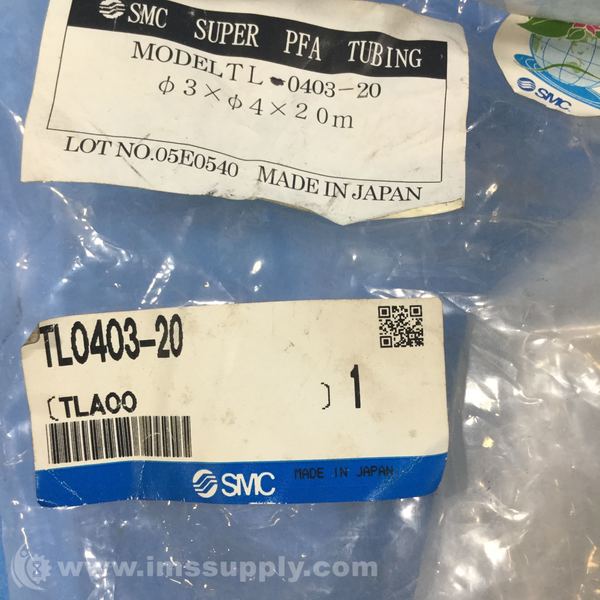 SMC SUPER PFA TUBING
MODEL TL-0403-20
φ3×φ4×20m
LOT NO.05E0540 MADE IN JAPAN
SMC
TL0403-20
(TLA00 ) 1
MADE IN JAPAN
SMC
www.imssupply.com